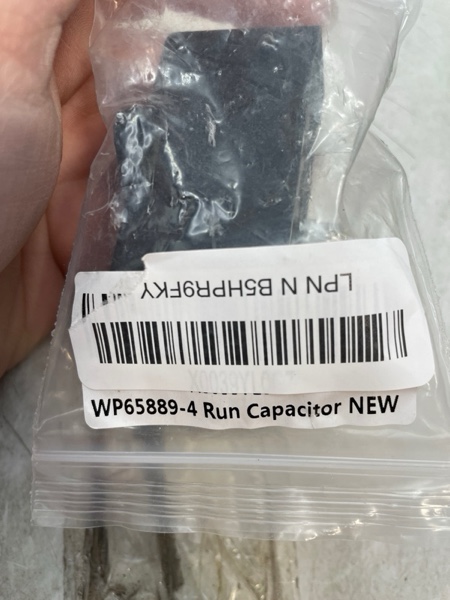 LPN N B5HPR9FKY
WP65889-4 Run Capacitor NEW